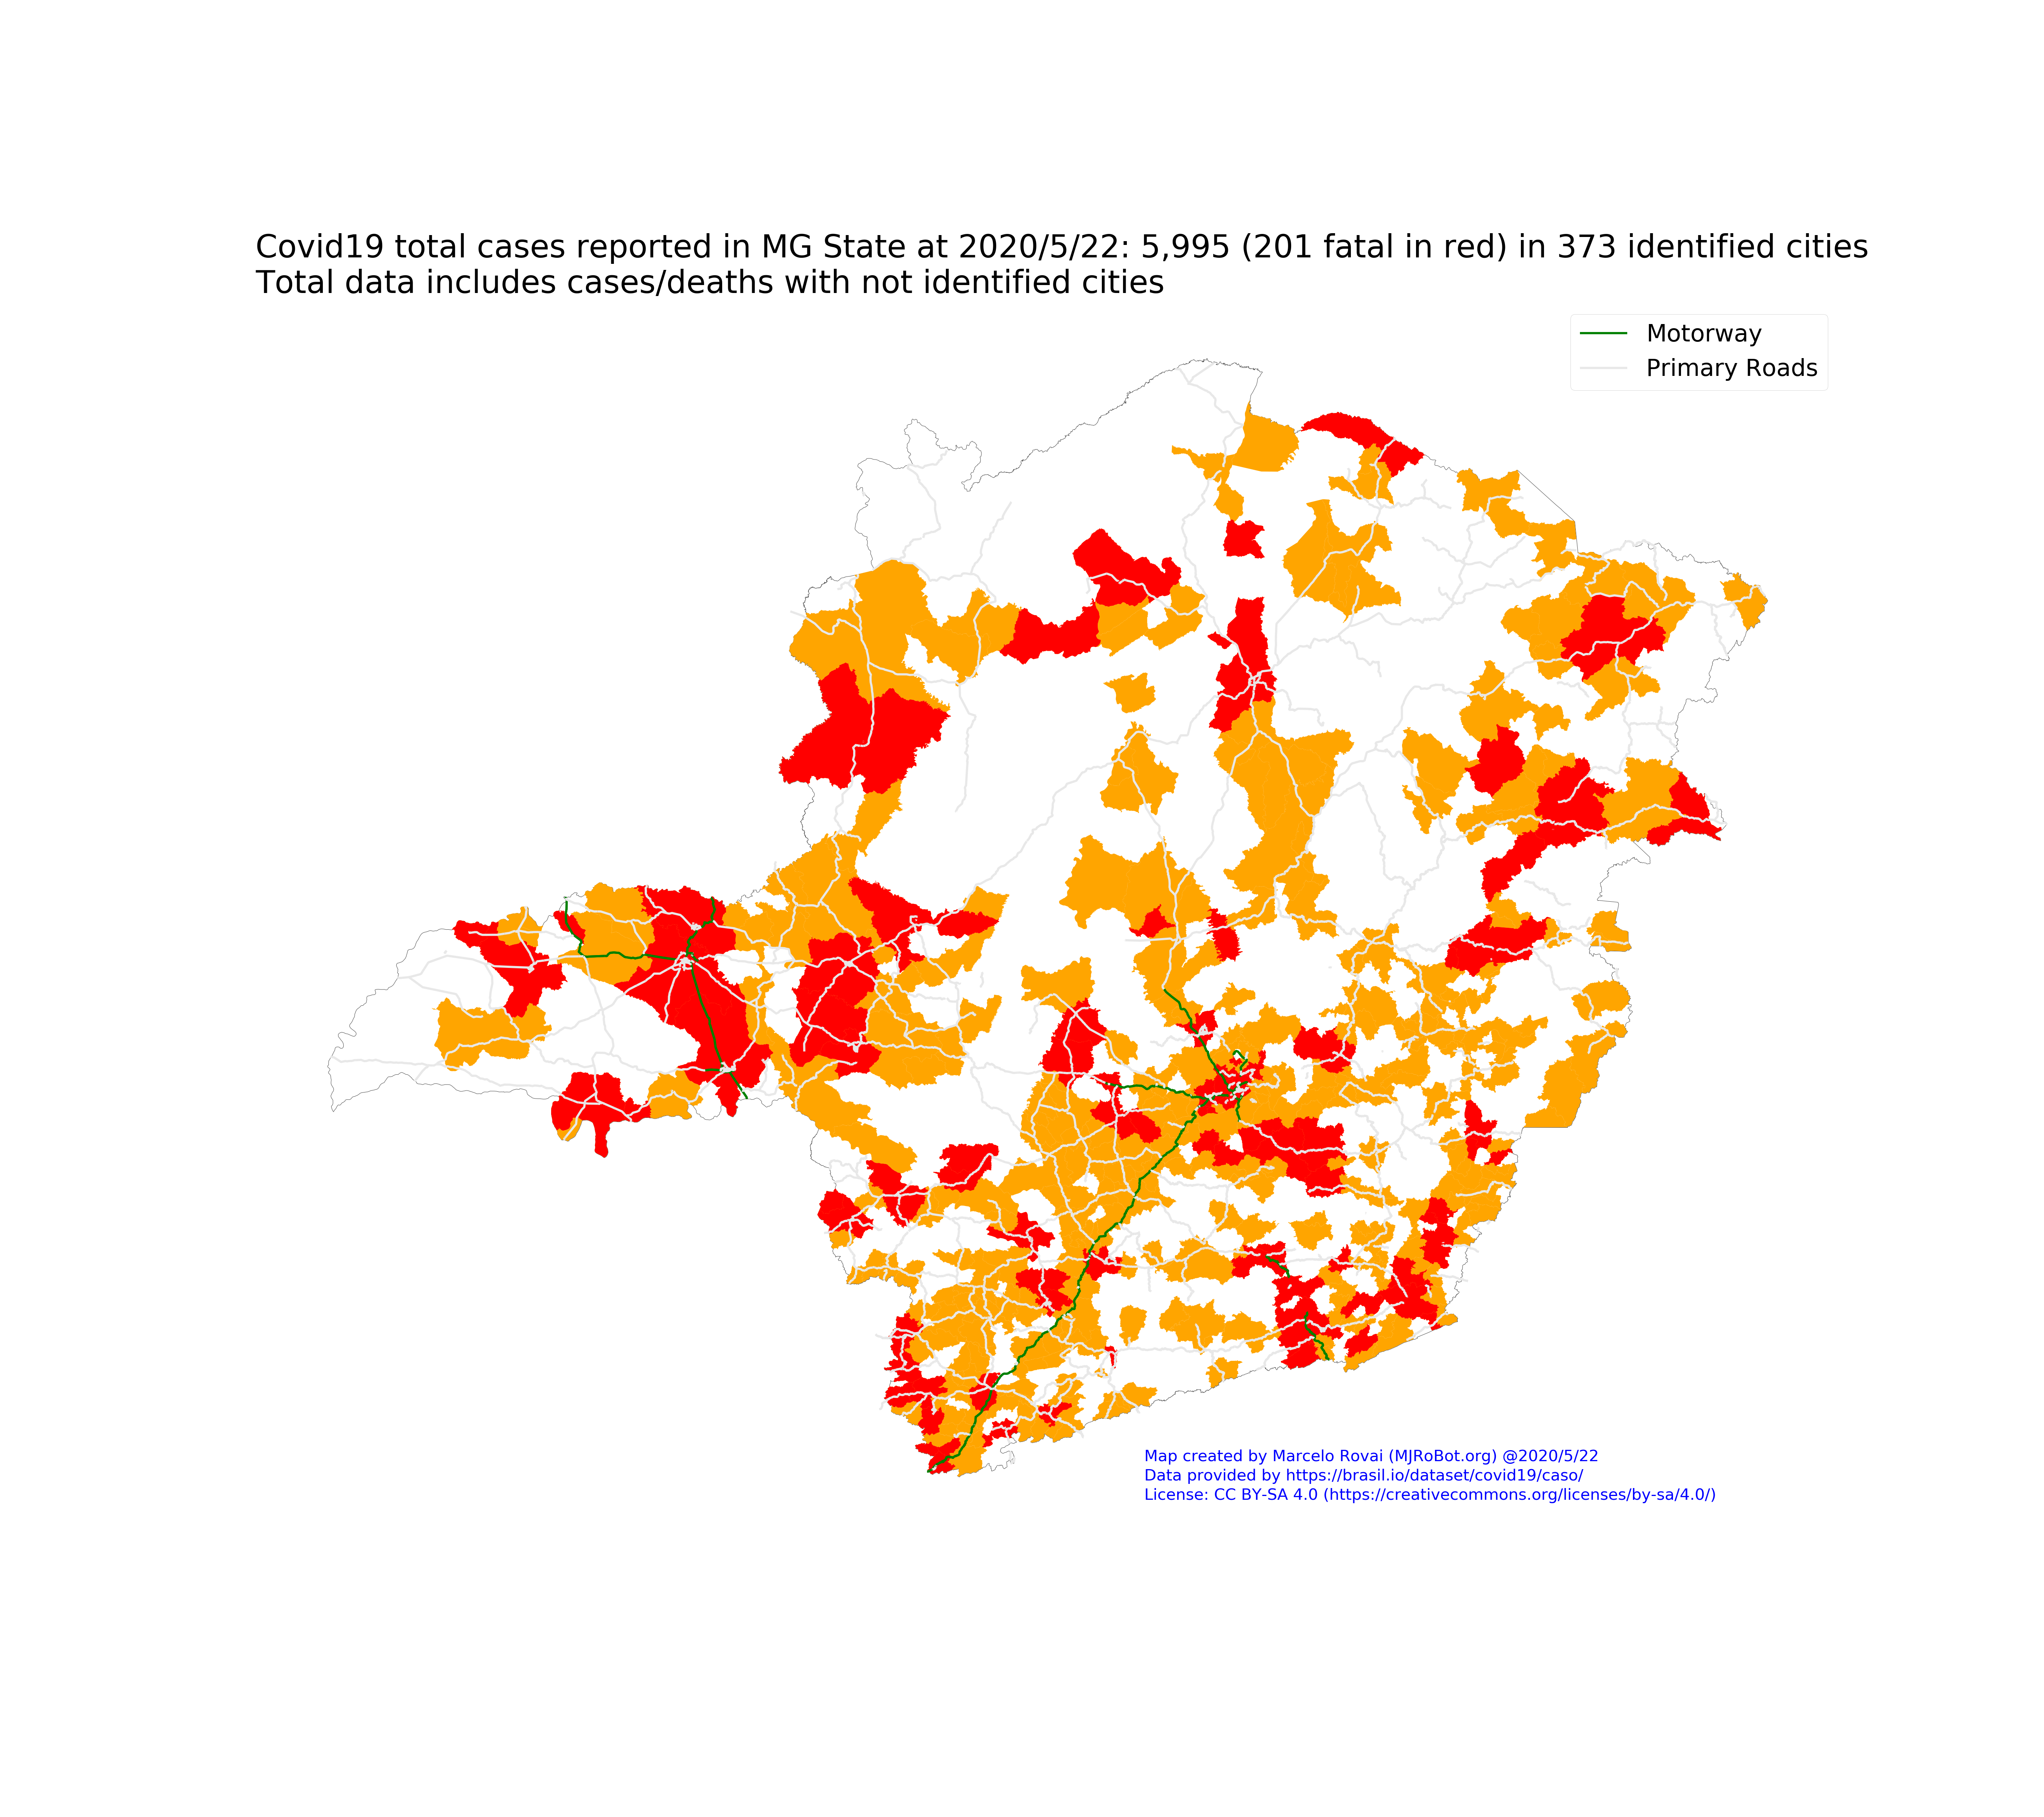 Covid19 total cases reported in MG State at 2020/5/22: 5,995 (201 fatal in red) in 373 identified cities
Total data includes cases/deaths with not identified cities
Motorway
Primary Roads
Map created by Marcelo Rovai (MJRoBot.org) @2020/5/22
Data provided by https://brasil.io/dataset/covid19/caso/
License: CC BY-SA 4.0 (https://creativecommons.org/licenses/by-sa/4.0/)